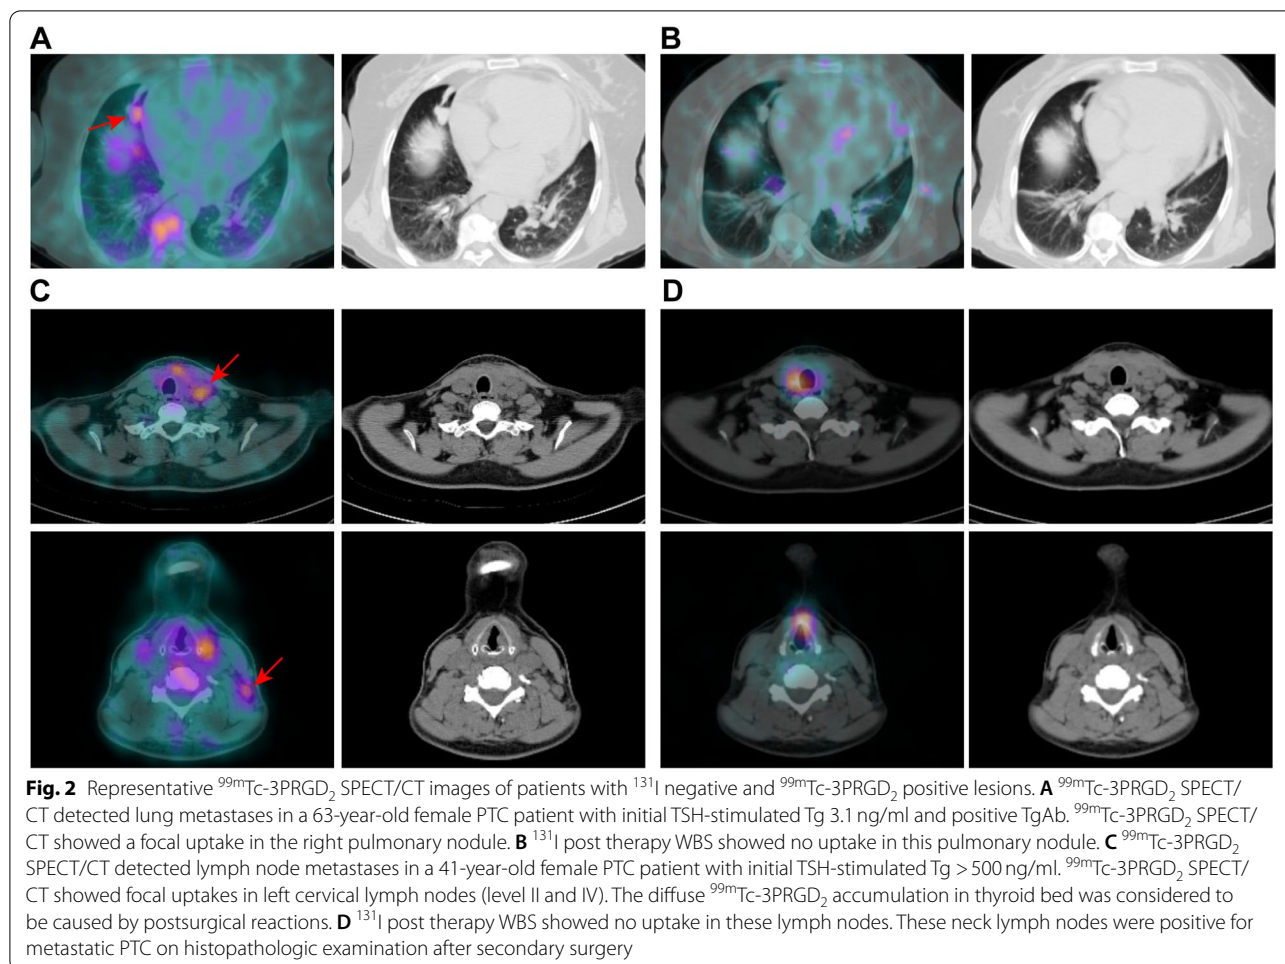 A
B
C
D
Fig. 2 Representative ⁹⁹ᵐTc-3PRGD₂ SPECT/CT images of patients with ¹³¹I negative and ⁹⁹ᵐTc-3PRGD₂ positive lesions. A ⁹⁹ᵐTc-3PRGD₂ SPECT/
CT detected lung metastases in a 63-year-old female PTC patient with initial TSH-stimulated Tg 3.1 ng/ml and positive TgAb. ⁹⁹ᵐTc-3PRGD₂ SPECT/
CT showed a focal uptake in the right pulmonary nodule. B ¹³¹I post therapy WBS showed no uptake in this pulmonary nodule. C ⁹⁹ᵐTc-3PRGD₂
SPECT/CT detected lymph node metastases in a 41-year-old female PTC patient with initial TSH-stimulated Tg > 500 ng/ml. ⁹⁹ᵐTc-3PRGD₂ SPECT/
CT showed focal uptakes in left cervical lymph nodes (level II and IV). The diffuse ⁹⁹ᵐTc-3PRGD₂ accumulation in thyroid bed was considered to
be caused by postsurgical reactions. D ¹³¹I post therapy WBS showed no uptake in these lymph nodes. These neck lymph nodes were positive for
metastatic PTC on histopathologic examination after secondary surgery